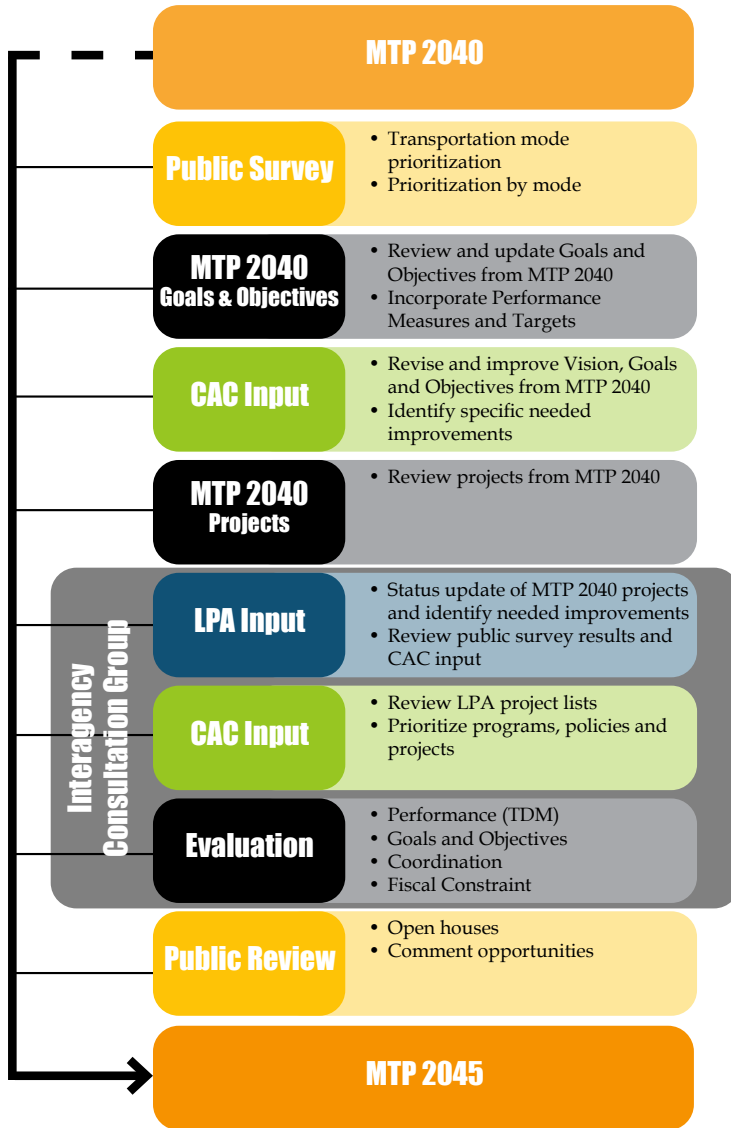 MTP 2040
Public Survey
• Transportation mode
prioritization
• Prioritization by mode
MTP 2040
Goals & Objectives
• Review and update Goals and
Objectives from MTP 2040
• Incorporate Performance
Measures and Targets
CAC Input
• Revise and improve Vision, Goals
and Objectives from MTP 2040
• Identify specific needed
improvements
MTP 2040
Projects
• Review projects from MTP 2040
Interagency
Consultation Group
LPA Input
• Status update of MTP 2040 projects
and identify needed improvements
• Review public survey results and
CAC input
CAC Input
• Review LPA project lists
• Prioritize programs, policies and
projects
Evaluation
• Performance (TDM)
• Goals and Objectives
• Coordination
• Fiscal Constraint
Public Review
• Open houses
• Comment opportunities
MTP 2045